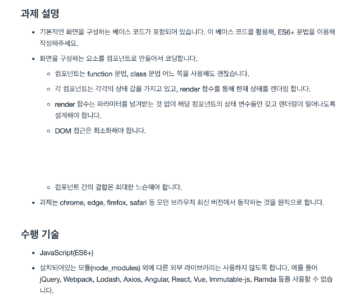 과제 설명
기본적인 화면을 구성하는 베이스 코드가 포함되어 있습니다. 이 베이스 코드를 활용해, ES6+ 문법을 이용해
작성해주세요.
화면을 구성하는 요소를 컴포넌트로 만들어서 코딩합니다.
컴포넌트는 function 문법, class 문법 어느 쪽을 사용해도 괜찮습니다.
각 컴포넌트는 각각의 상태 값을 가지고 있고, render 함수를 통해 현재 상태를 렌더링 합니다.
render 함수는 파라미터를 넘겨받는 것 없이 해당 컴포넌트의 상태 변수들만 갖고 렌더링이 일어나도록
설계해야 합니다.
DOM 접근은 최소화해야 합니다.
컴포넌트 간의 결합은 최대한 느슨해야 합니다.
과제는 chrome, edge, firefox, safari 등 모던 브라우저 최신 버전에서 동작하는 것을 원칙으로 합니다.
수행 기술
JavaScript(ES6+)
설치되어있는 모듈(node_modules) 외에 다른 외부 라이브러리는 사용하지 않도록 합니다. 예를 들어
jQuery, Webpack, Lodash, Axios, Angular, React, Vue, Immutable-js, Ramda 등을 사용할 수 없습
니다.